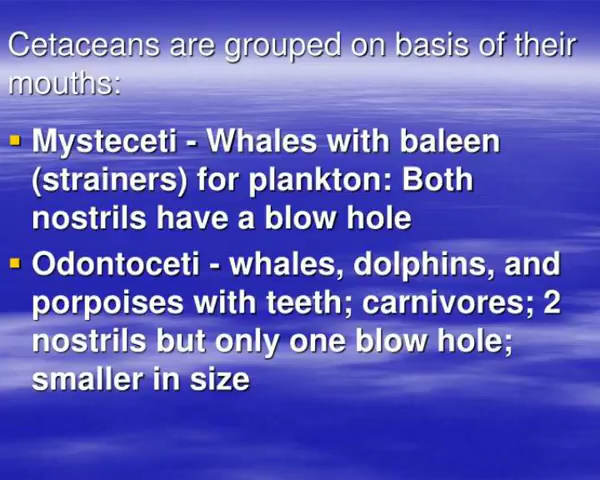 Cetaceans are grouped on basis of their
mouths:
Mysteceti - Whales with baleen
(strainers) for plankton: Both
nostrils have a blow hole
Odontoceti - whales, dolphins, and
porpoises with teeth; carnivores; 2
nostrils but only one blow hole;
smaller in size